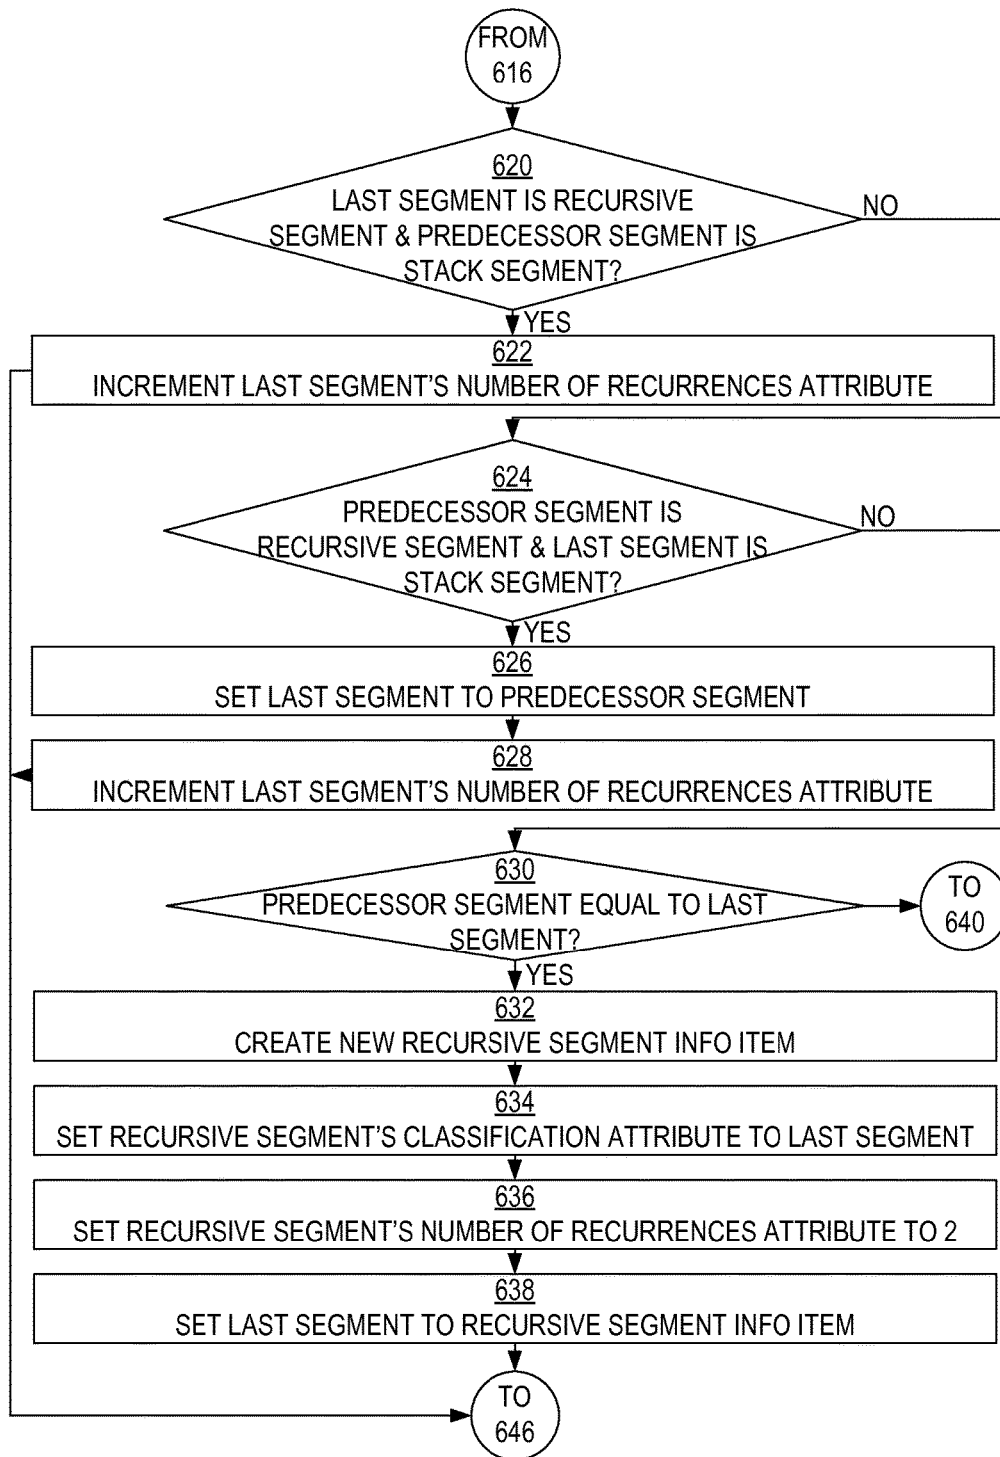 FROM
616
620
LAST SEGMENT IS RECURSIVE
SEGMENT & PREDECESSOR SEGMENT IS
STACK SEGMENT?
NO
YES
622
INCREMENT LAST SEGMENT'S NUMBER OF RECURRENCES ATTRIBUTE
624
PREDECESSOR SEGMENT IS
RECURSIVE SEGMENT & LAST SEGMENT IS
STACK SEGMENT?
NO
YES
626
SET LAST SEGMENT TO PREDECESSOR SEGMENT
628
INCREMENT LAST SEGMENT'S NUMBER OF RECURRENCES ATTRIBUTE
630
PREDECESSOR SEGMENT EQUAL TO LAST
SEGMENT?
TO
640
YES
632
CREATE NEW RECURSIVE SEGMENT INFO ITEM
634
SET RECURSIVE SEGMENT'S CLASSIFICATION ATTRIBUTE TO LAST SEGMENT
636
SET RECURSIVE SEGMENT'S NUMBER OF RECURRENCES ATTRIBUTE TO 2
638
SET LAST SEGMENT TO RECURSIVE SEGMENT INFO ITEM
TO
646